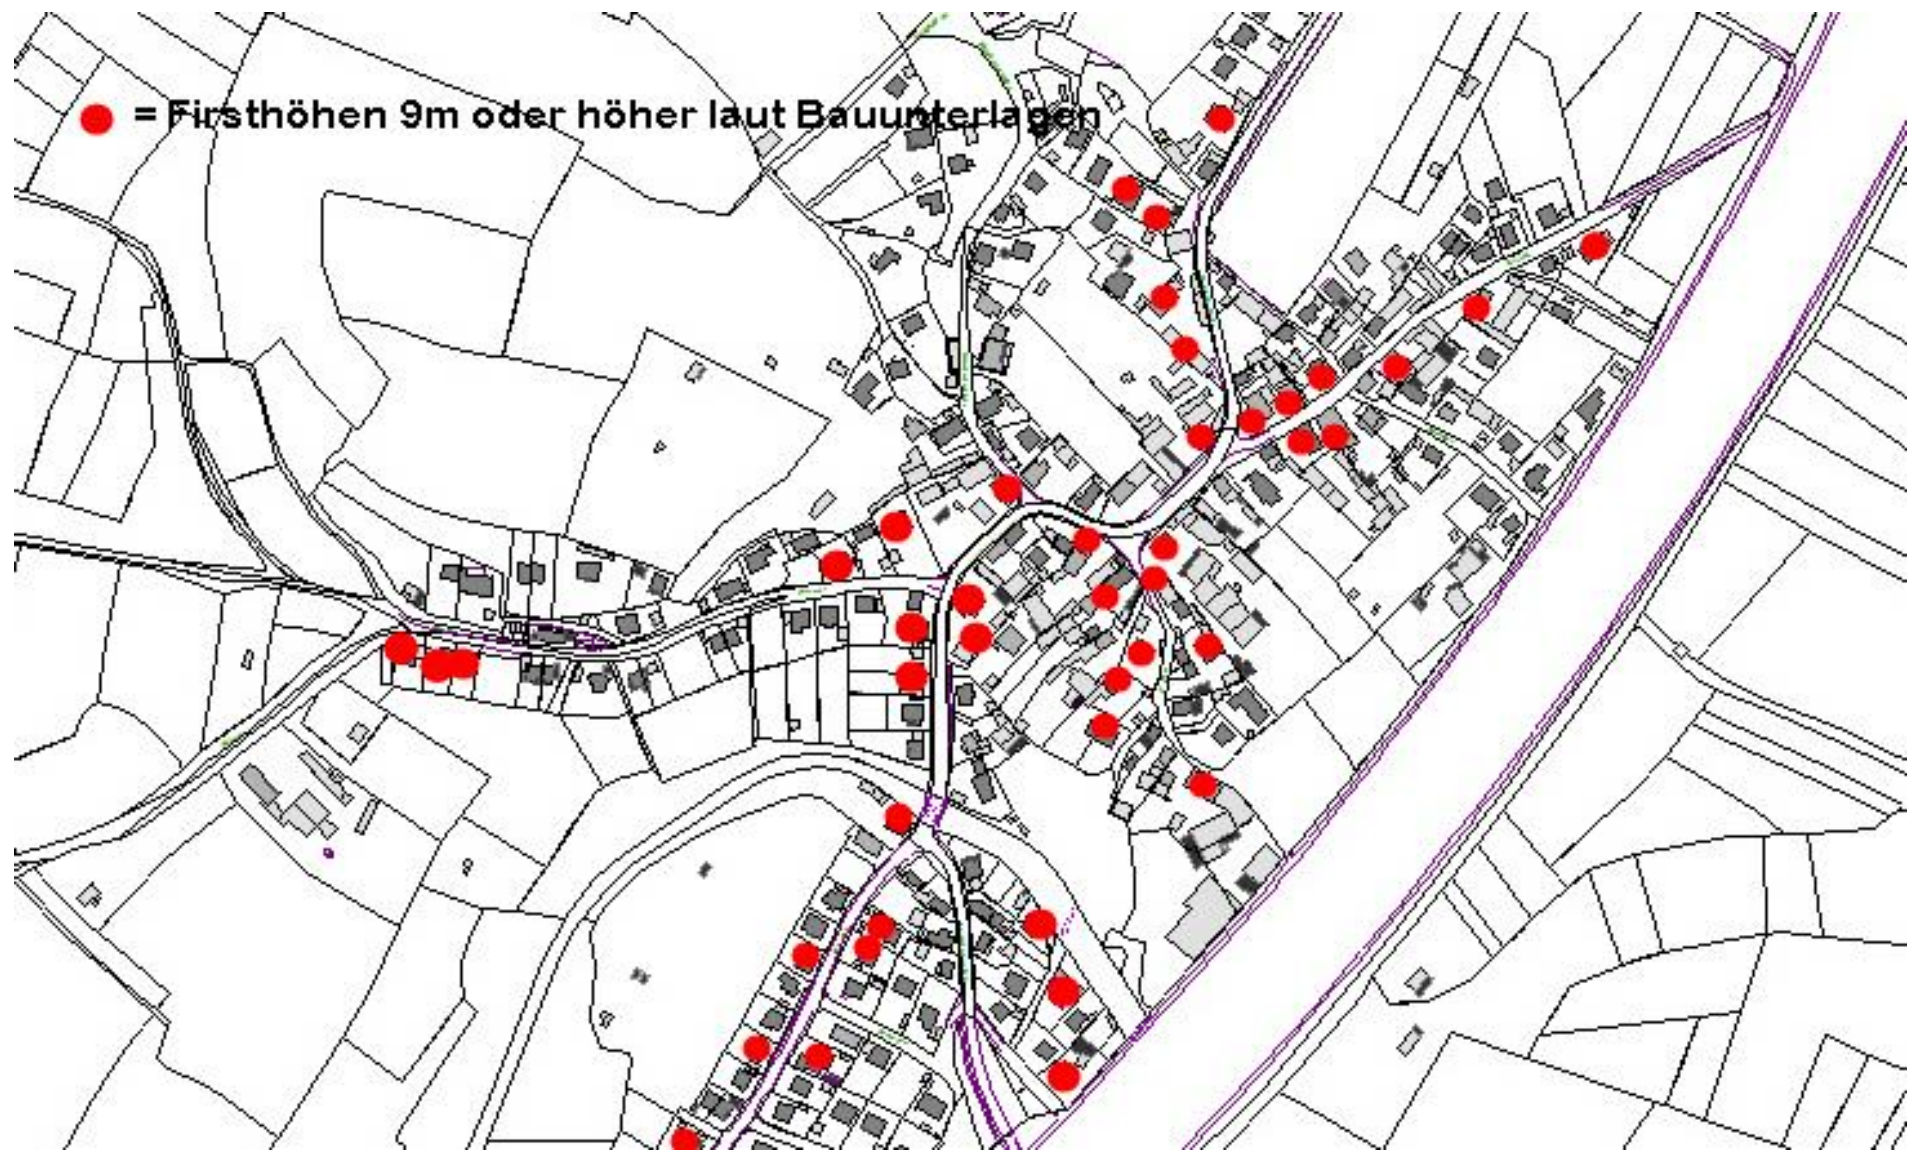 = Firsthöhen 9m oder höher laut Bauunterlagen